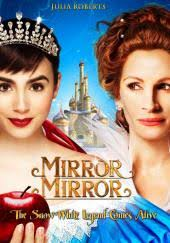 JULIA ROBERTS
MIRROR
MIRROR
The Snow White Legend Comes Alive